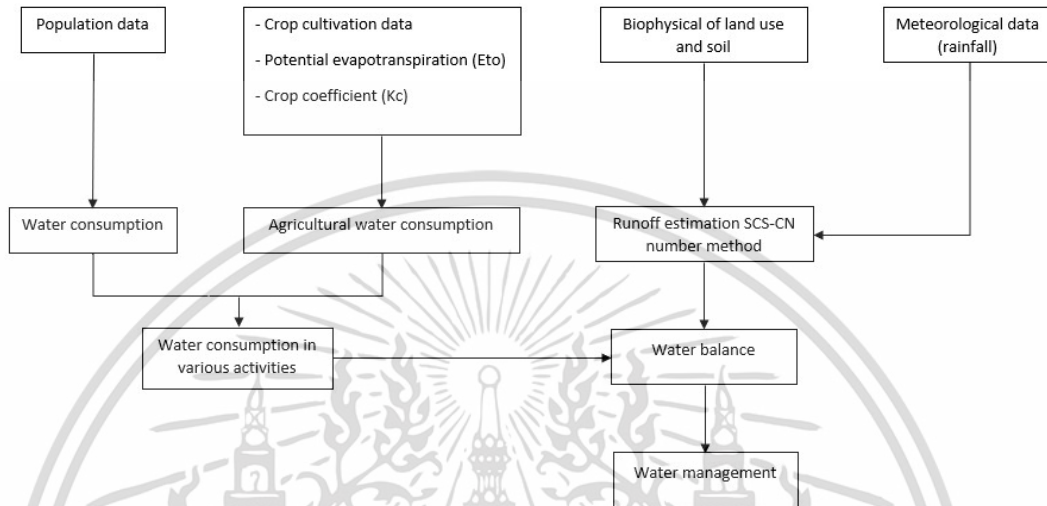 Population data
- Crop cultivation data
- Potential evapotranspiration (Eto)
- Crop coefficient (Kc)
Biophysical of land use
and soil
Meteorological data
(rainfall)
Water consumption
Agricultural water consumption
Runoff estimation SCS-CN
number method
Water consumption in
various activities
Water balance
Water management